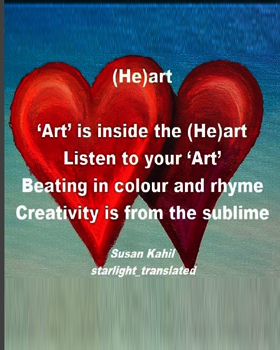 (He)art
‘Art’ is inside the (He)art
Listen to your ‘Art’
Beating in colour and rhyme
Creativity is from the sublime
Susan Kahil
starlight_translated